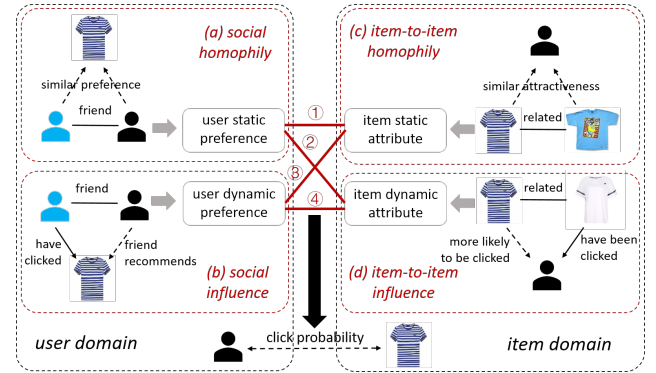 (a) social
homophily
similar preference
friend
user static
preference
friend
have
clicked
friend
recommends
user dynamic
preference
(b) social
influence
user domain
①
②
③
④
click probability
(c) item-to-item
homophily
similar attractiveness
related
item static
attribute
item dynamic
attribute
related
more likely
to be clicked
have been
clicked
(d) item-to-item
influence
item domain